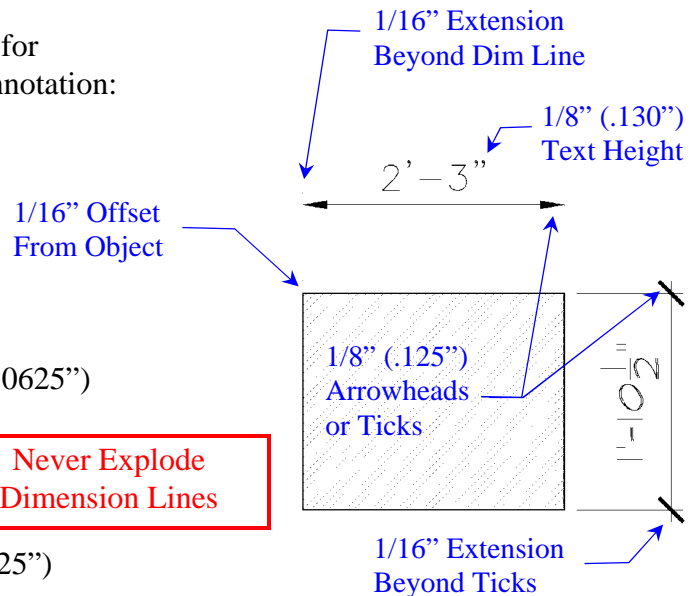 for
nnotation:
1/16” Extension
Beyond Dim Line
1/8” (.130”)
Text Height
2’-3”
1/16” Offset
From Object
1/8” (.125”)
Arrowheads
or Ticks
1'-10 1/2"
0625”)
Never Explode
Dimension Lines
25”)
1/16” Extension
Beyond Ticks